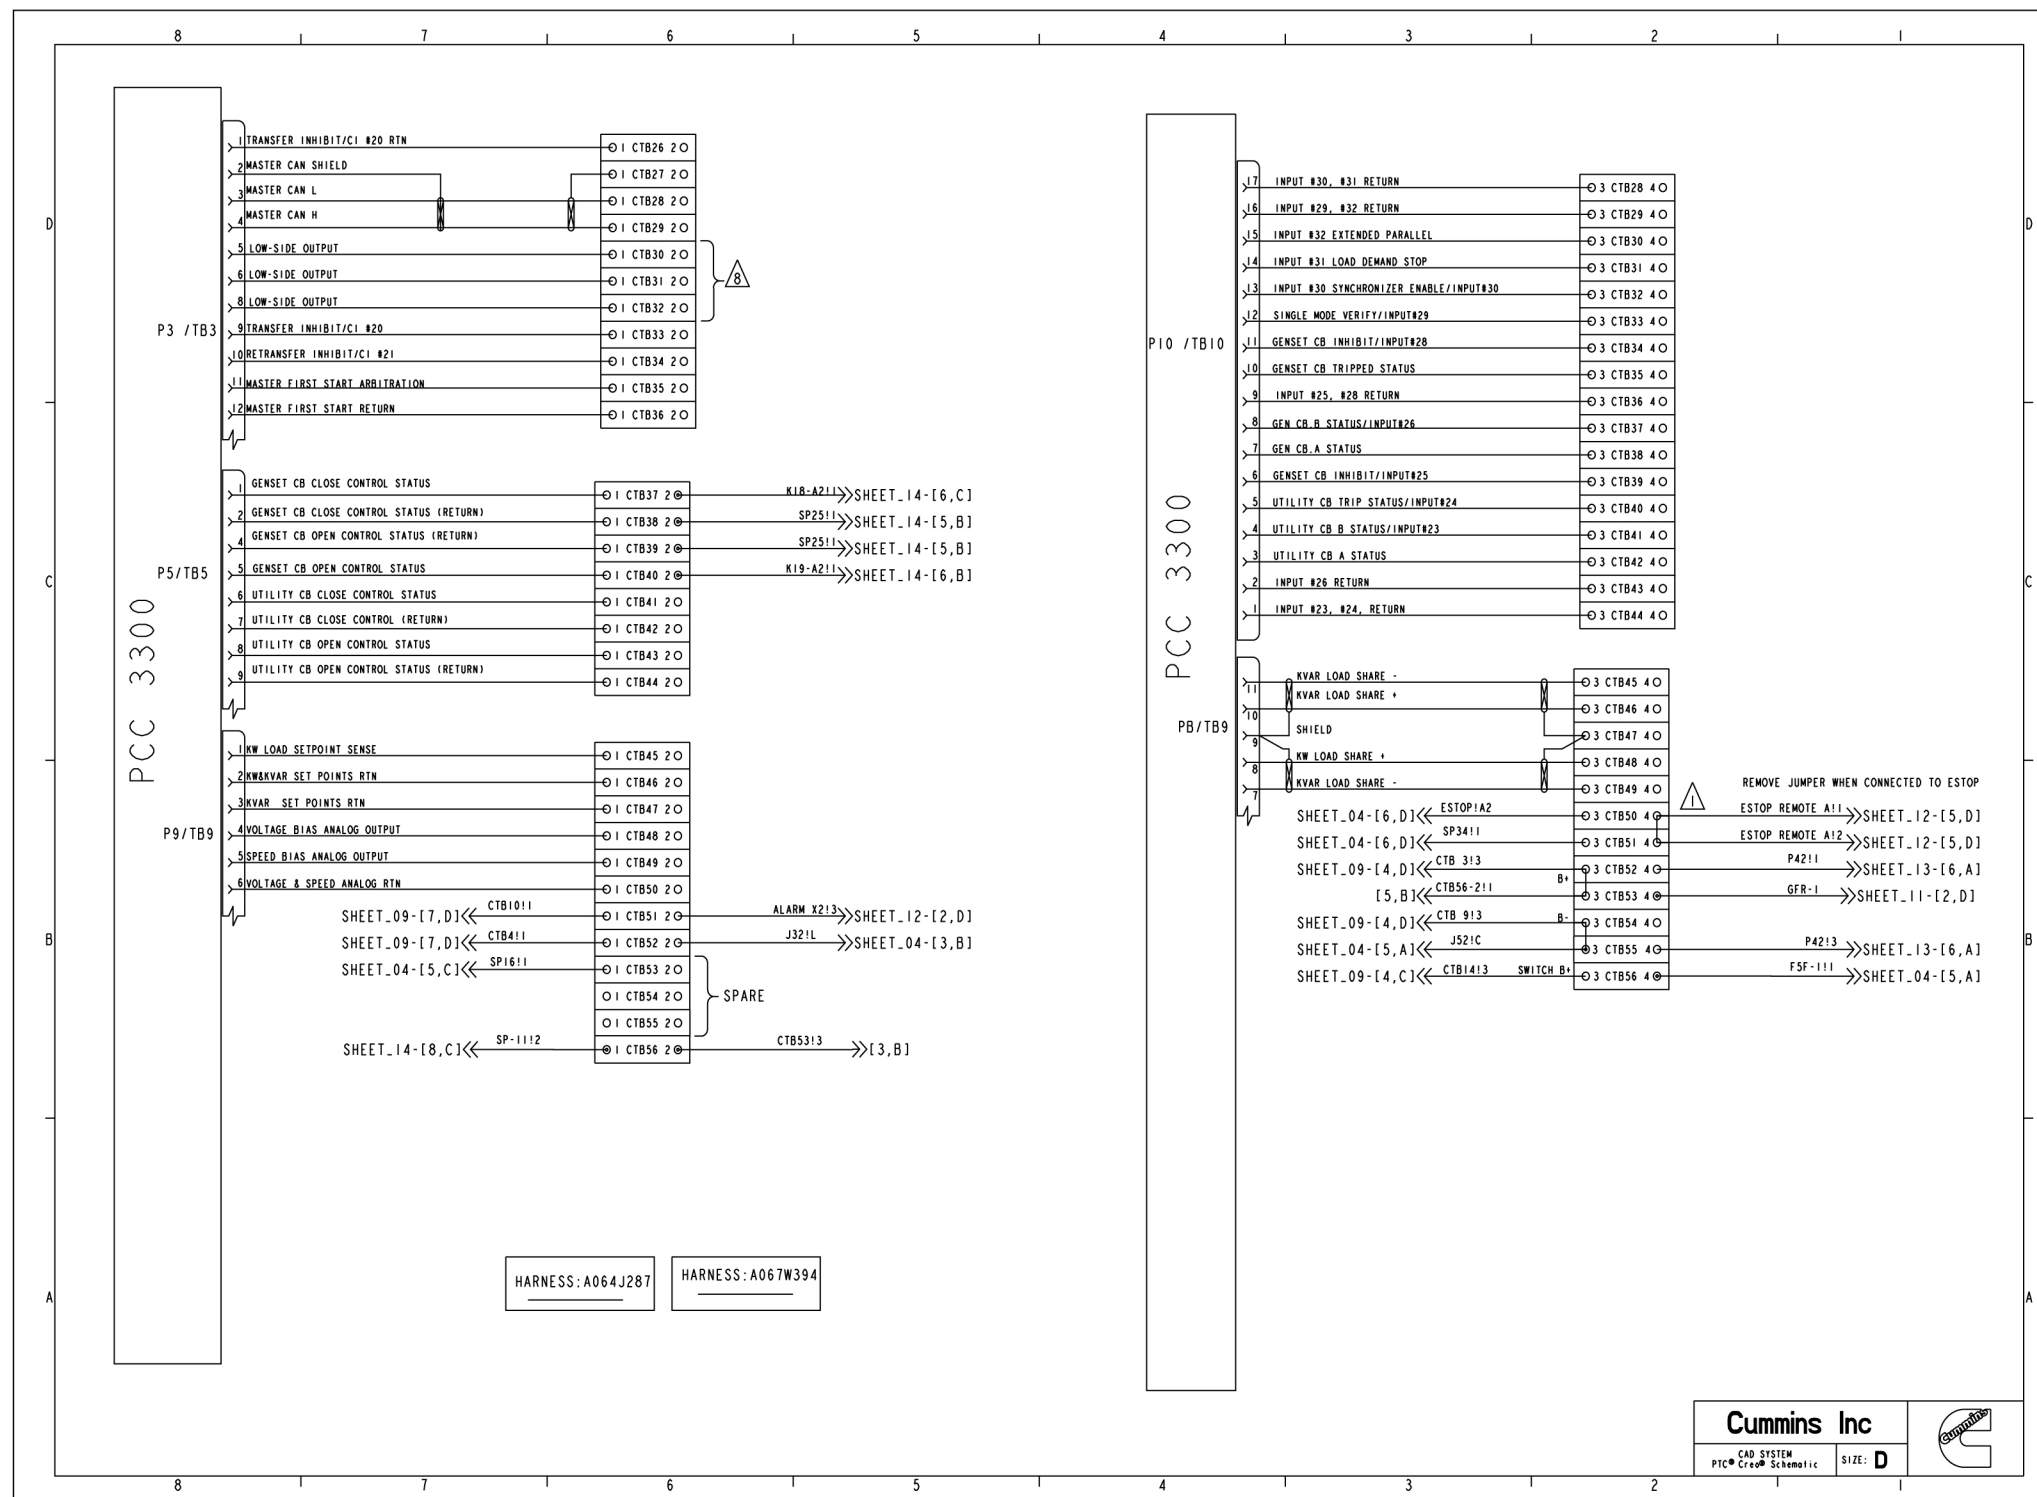 8 7 6 5 4 3 2 1
D
C
B
A
PCC 3300
P3 /TB3
1 TRANSFER INHIBIT/CI #20 RTN 1 CTB26 2
2 MASTER CAN SHIELD 1 CTB27 2
3 MASTER CAN L 1 CTB28 2
4 MASTER CAN H 1 CTB29 2
5 LOW-SIDE OUTPUT 1 CTB30 2
6 LOW-SIDE OUTPUT 1 CTB31 2
8 LOW-SIDE OUTPUT 1 CTB32 2
8
9 TRANSFER INHIBIT/CI #20 1 CTB33 2
10 RETRANSFER INHIBIT/CI #21 1 CTB34 2
11 MASTER FIRST START ARBITRATION 1 CTB35 2
12 MASTER FIRST START RETURN 1 CTB36 2
P5/TB5
1 GENSET CB CLOSE CONTROL STATUS 1 CTB37 2 K18-A2!1 SHEET_14-[6,C]
2 GENSET CB CLOSE CONTROL STATUS (RETURN) 1 CTB38 2 SP25!1 SHEET_14-[5,B]
4 GENSET CB OPEN CONTROL STATUS (RETURN) 1 CTB39 2 SP25!1 SHEET_14-[5,B]
5 GENSET CB OPEN CONTROL STATUS 1 CTB40 2 K19-A2!1 SHEET_14-[6,B]
6 UTILITY CB CLOSE CONTROL STATUS 1 CTB41 2
7 UTILITY CB CLOSE CONTROL (RETURN) 1 CTB42 2
8 UTILITY CB OPEN CONTROL STATUS 1 CTB43 2
9 UTILITY CB OPEN CONTROL STATUS (RETURN) 1 CTB44 2
P9/TB9
1 KW LOAD SETPOINT SENSE 1 CTB45 2
2 KW&KVAR SET POINTS RTN 1 CTB46 2
3 KVAR SET POINTS RTN 1 CTB47 2
4 VOLTAGE BIAS ANALOG OUTPUT 1 CTB48 2
5 SPEED BIAS ANALOG OUTPUT 1 CTB49 2
6 VOLTAGE & SPEED ANALOG RTN 1 CTB50 2
SHEET_09-[7,D] CTB10!1 1 CTB51 2 ALARM X2!3 SHEET_12-[2,D]
SHEET_09-[7,D] CTB4!1 1 CTB52 2 J32!L SHEET_04-[3,B]
SHEET_04-[5,C] SP16!1 1 CTB53 2
1 CTB54 2 SPARE
1 CTB55 2
SHEET_14-[8,C] SP-11!2 1 CTB56 2 CTB53!3 [3,B]
HARNESS:A064J287
HARNESS:A067W394
PCC 3300
P10 /TB10
17 INPUT #30, #31 RETURN 3 CTB28 4
16 INPUT #29, #32 RETURN 3 CTB29 4
15 INPUT #32 EXTENDED PARALLEL 3 CTB30 4
14 INPUT #31 LOAD DEMAND STOP 3 CTB31 4
13 INPUT #30 SYNCHRONIZER ENABLE/INPUT#30 3 CTB32 4
12 SINGLE MODE VERIFY/INPUT#29 3 CTB33 4
11 GENSET CB INHIBIT/INPUT#28 3 CTB34 4
10 GENSET CB TRIPPED STATUS 3 CTB35 4
9 INPUT #25, #28 RETURN 3 CTB36 4
8 GEN CB.B STATUS/INPUT#26 3 CTB37 4
7 GEN CB.A STATUS 3 CTB38 4
6 GENSET CB INHIBIT/INPUT#25 3 CTB39 4
5 UTILITY CB TRIP STATUS/INPUT#24 3 CTB40 4
4 UTILITY CB B STATUS/INPUT#23 3 CTB41 4
3 UTILITY CB A STATUS 3 CTB42 4
2 INPUT #26 RETURN 3 CTB43 4
1 INPUT #23, #24, RETURN 3 CTB44 4
PB/TB9
11 KVAR LOAD SHARE - 3 CTB45 4
10 KVAR LOAD SHARE + 3 CTB46 4
9 SHIELD 3 CTB47 4
8 KW LOAD SHARE + 3 CTB48 4
7 KVAR LOAD SHARE - 3 CTB49 4
1 REMOVE JUMPER WHEN CONNECTED TO ESTOP
SHEET_04-[6,D] ESTOP!A2 3 CTB50 4 ESTOP REMOTE A!1 SHEET_12-[5,D]
SHEET_04-[6,D] SP34!1 3 CTB51 4 ESTOP REMOTE A!2 SHEET_12-[5,D]
SHEET_09-[4,D] CTB 3!3 3 CTB52 4 P42!1 SHEET_13-[6,A]
B+
[5,B] CTB56-2!1 3 CTB53 4 GFR-1 SHEET_11-[2,D]
SHEET_09-[4,D] CTB 9!3 B- 3 CTB54 4
SHEET_04-[5,A] J52!C 3 CTB55 4 P42!3 SHEET_13-[6,A]
SHEET_09-[4,C] CTB14!3 SWITCH B+ 3 CTB56 4 F5F-1!1 SHEET_04-[5,A]
D
C
B
A
Cummins Inc
CAD SYSTEM
PTC® Creo® Schematic
SIZE: D
Cummins
8 7 6 5 4 3 2 1